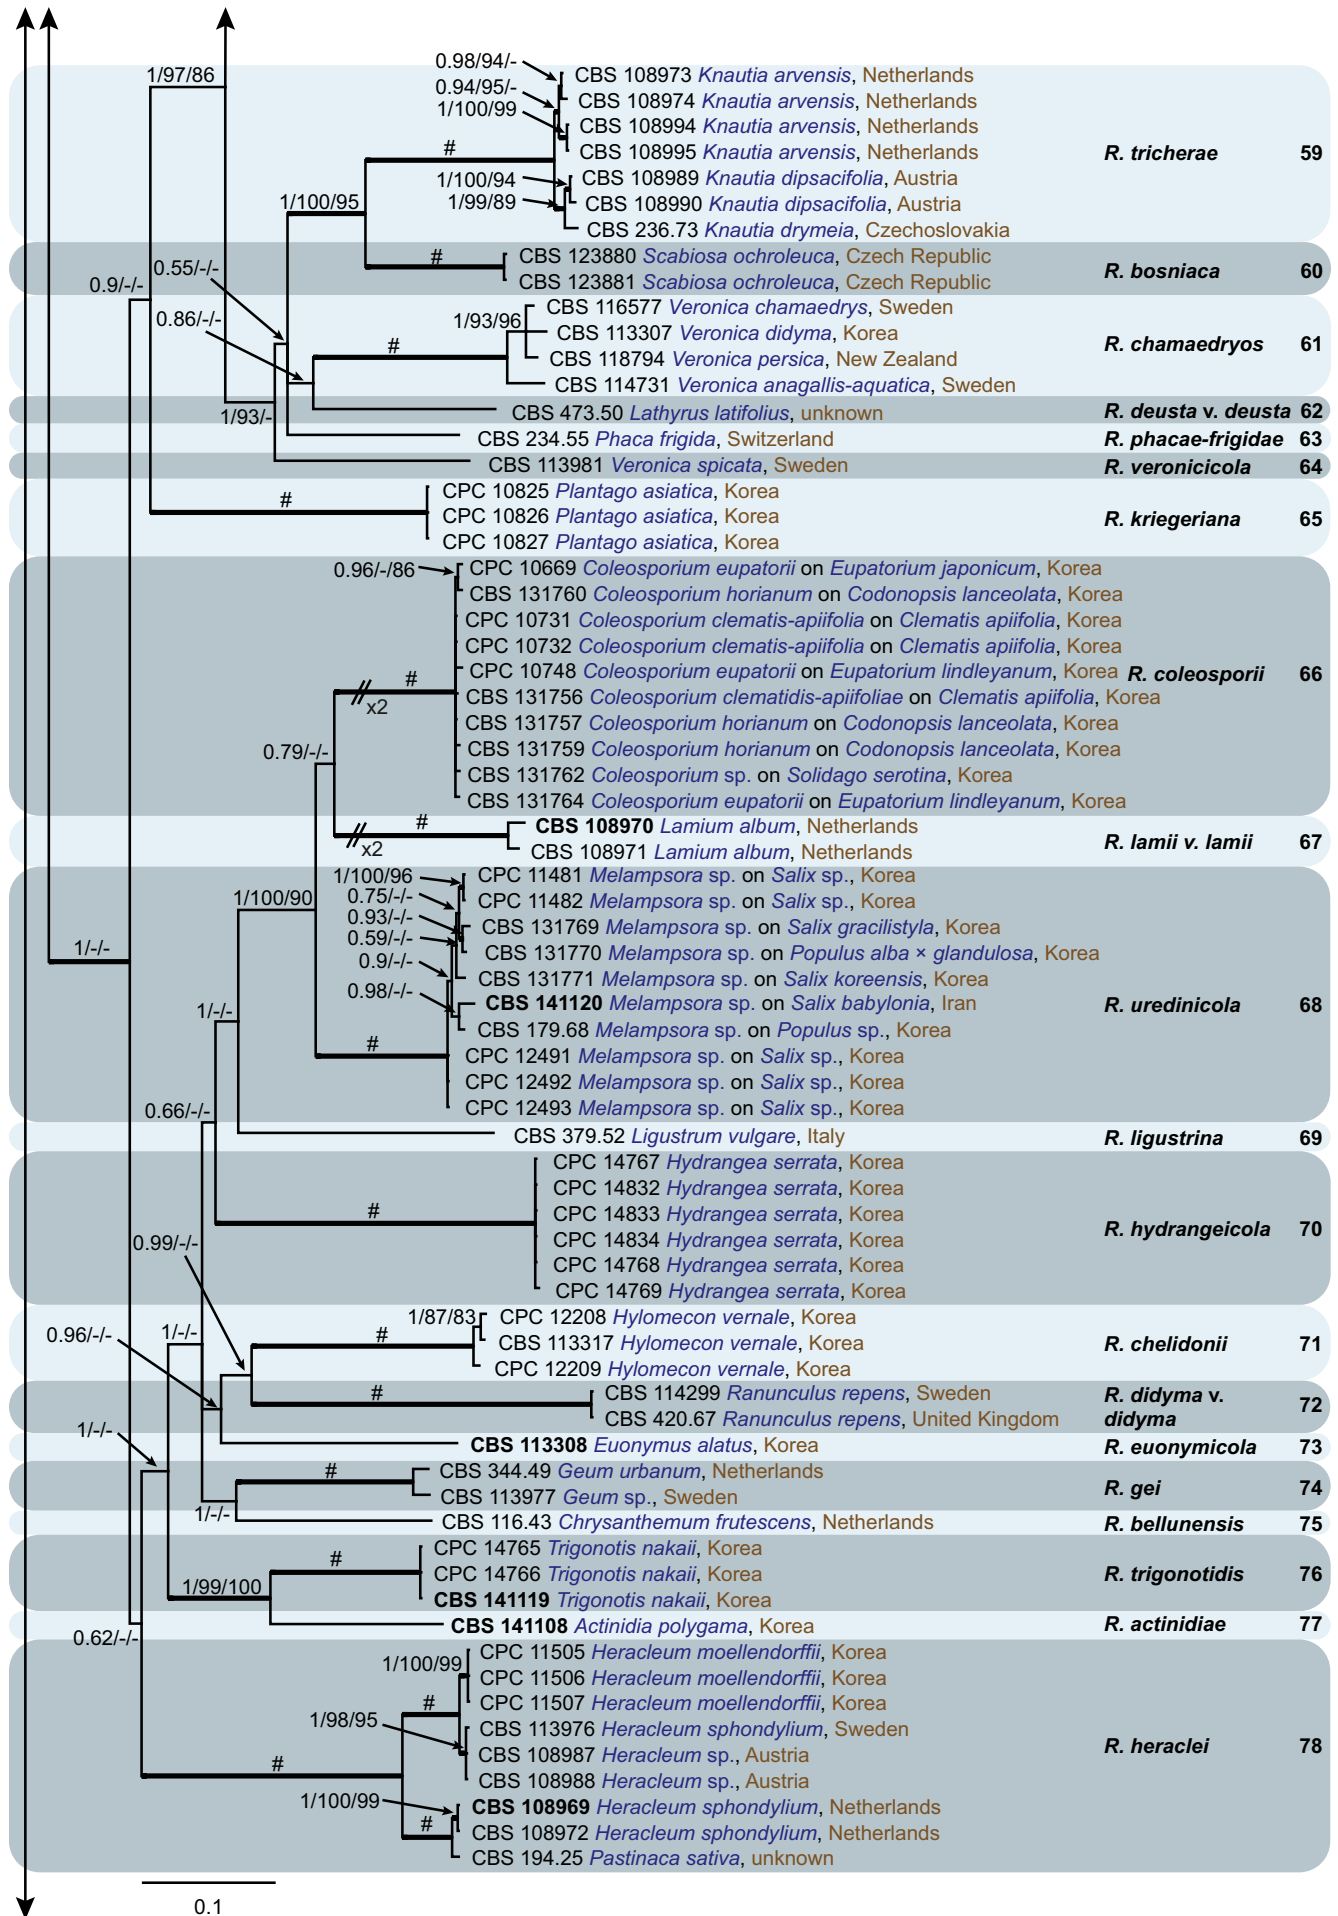 1/97/86
0.98/94/-
CBS 108973 Knautia arvensis, Netherlands
0.94/95/-
CBS 108974 Knautia arvensis, Netherlands
1/100/99
CBS 108994 Knautia arvensis, Netherlands
#
CBS 108995 Knautia arvensis, Netherlands
R. tricherae 59
1/100/94
CBS 108989 Knautia dipsacifolia, Austria
1/100/95
1/99/89
CBS 108990 Knautia dipsacifolia, Austria
CBS 236.73 Knautia drymeia, Czechoslovakia
#
CBS 123880 Scabiosa ochroleuca, Czech Republic
R. bosniaca 60
0.55/-/-
CBS 123881 Scabiosa ochroleuca, Czech Republic
0.9/-/-
CBS 116577 Veronica chamaedrys, Sweden
0.86/-/-
1/93/96
CBS 113307 Veronica didyma, Korea
#
R. chamaedryos 61
CBS 118794 Veronica persica, New Zealand
CBS 114731 Veronica anagallis-aquatica, Sweden
1/93/-
CBS 473.50 Lathyrus latifolius, unknown
R. deusta v. deusta 62
CBS 234.55 Phaca frigida, Switzerland
R. phacae-frigidae 63
CBS 113981 Veronica spicata, Sweden
R. veronicicola 64
#
CPC 10825 Plantago asiatica, Korea
CPC 10826 Plantago asiatica, Korea
R. kriegeriana 65
CPC 10827 Plantago asiatica, Korea
0.96/-/86
CPC 10669 Coleosporium eupatorii on Eupatorium japonicum, Korea
CBS 131760 Coleosporium horianum on Codonopsis lanceolata, Korea
CPC 10731 Coleosporium clematis-apiifolia on Clematis apiifolia, Korea
CPC 10732 Coleosporium clematis-apiifolia on Clematis apiifolia, Korea
#
CPC 10748 Coleosporium eupatorii on Eupatorium lindleyanum, Korea
R. coleosporii 66
x2
CBS 131756 Coleosporium clematidis-apiifoliae on Clematis apiifolia, Korea
CBS 131757 Coleosporium horianum on Codonopsis lanceolata, Korea
0.79/-/-
CBS 131759 Coleosporium horianum on Codonopsis lanceolata, Korea
CBS 131762 Coleosporium sp. on Solidago serotina, Korea
CBS 131764 Coleosporium eupatorii on Eupatorium lindleyanum, Korea
#
x2
CBS 108970 Lamium album, Netherlands
R. lamii v. lamii 67
CBS 108971 Lamium album, Netherlands
1/100/96
CPC 11481 Melampsora sp. on Salix sp., Korea
1/100/90
0.75/-/-
CPC 11482 Melampsora sp. on Salix sp., Korea
0.93/-/-
CBS 131769 Melampsora sp. on Salix gracilistyla, Korea
0.59/-/-
CBS 131770 Melampsora sp. on Populus alba × glandulosa, Korea
1/-/-
0.9/-/-
CBS 131771 Melampsora sp. on Salix koreensis, Korea
0.98/-/-
CBS 141120 Melampsora sp. on Salix babylonia, Iran
R. uredinicola 68
1/-/-
CBS 179.68 Melampsora sp. on Populus sp., Korea
#
CPC 12491 Melampsora sp. on Salix sp., Korea
CPC 12492 Melampsora sp. on Salix sp., Korea
0.66/-/-
CPC 12493 Melampsora sp. on Salix sp., Korea
CBS 379.52 Ligustrum vulgare, Italy
R. ligustrina 69
CPC 14767 Hydrangea serrata, Korea
CPC 14832 Hydrangea serrata, Korea
#
CPC 14833 Hydrangea serrata, Korea
R. hydrangeicola 70
0.99/-/-
CPC 14834 Hydrangea serrata, Korea
CPC 14768 Hydrangea serrata, Korea
CPC 14769 Hydrangea serrata, Korea
1/87/83
CPC 12208 Hylomecon vernale, Korea
0.96/-/-
1/-/-
#
CBS 113317 Hylomecon vernale, Korea
R. chelidonii 71
CPC 12209 Hylomecon vernale, Korea
#
CBS 114299 Ranunculus repens, Sweden
R. didyma v.
didyma 72
CBS 420.67 Ranunculus repens, United Kingdom
1/-/-
CBS 113308 Euonymus alatus, Korea
R. euonymicola 73
#
CBS 344.49 Geum urbanum, Netherlands
R. gei 74
CBS 113977 Geum sp., Sweden
1/-/-
CBS 116.43 Chrysanthemum frutescens, Netherlands
R. bellunensis 75
#
CPC 14765 Trigonotis nakaii, Korea
CPC 14766 Trigonotis nakaii, Korea
R. trigonotidis 76
1/99/100
CBS 141119 Trigonotis nakaii, Korea
CBS 141108 Actinidia polygama, Korea
R. actinidiae 77
0.62/-/-
CPC 11505 Heracleum moellendorffii, Korea
1/100/99
CPC 11506 Heracleum moellendorffii, Korea
#
CPC 11507 Heracleum moellendorffii, Korea
1/98/95
CBS 113976 Heracleum sphondylium, Sweden
R. heraclei 78
#
CBS 108987 Heracleum sp., Austria
CBS 108988 Heracleum sp., Austria
1/100/99
CBS 108969 Heracleum sphondylium, Netherlands
#
CBS 108972 Heracleum sphondylium, Netherlands
CBS 194.25 Pastinaca sativa, unknown
0.1